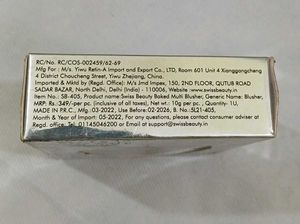 RC/No. RC/COS-002459/62-69
Mfg For : M/s. Yiwu Retin-A Import and Export Co., LTD, Room 601 Unit 4 Xianggangcheng
4 District Choucheng Street, Yiwu Zhejiang, China.
Imported & Mktd by (Regd. office): M/s Jmd Impex, 150, 2ND FLOOR, QUTUB ROAD
SADAR BAZAR, North Delhi, Delhi (India) - 110006, Website :www.swissbeauty.in
Item No : SB-405, Product name:Swiss Beauty Baked Multi Blusher, Generic Name: Blusher,
MRP: Rs.:349/-per pc. (inclusive of all taxes), Net wt.: 10g per pc., Quantity- 1U,
MADE IN P.R.C., Mfg.:03-2022, Use Before: 02-2026, B. No.:5L21-405,
Month & Year of Import: 05-2022, For any questions, please contact consumer adviser at
Regd. office; Tel: 01145046200 or Email at support@swissbeauty.in